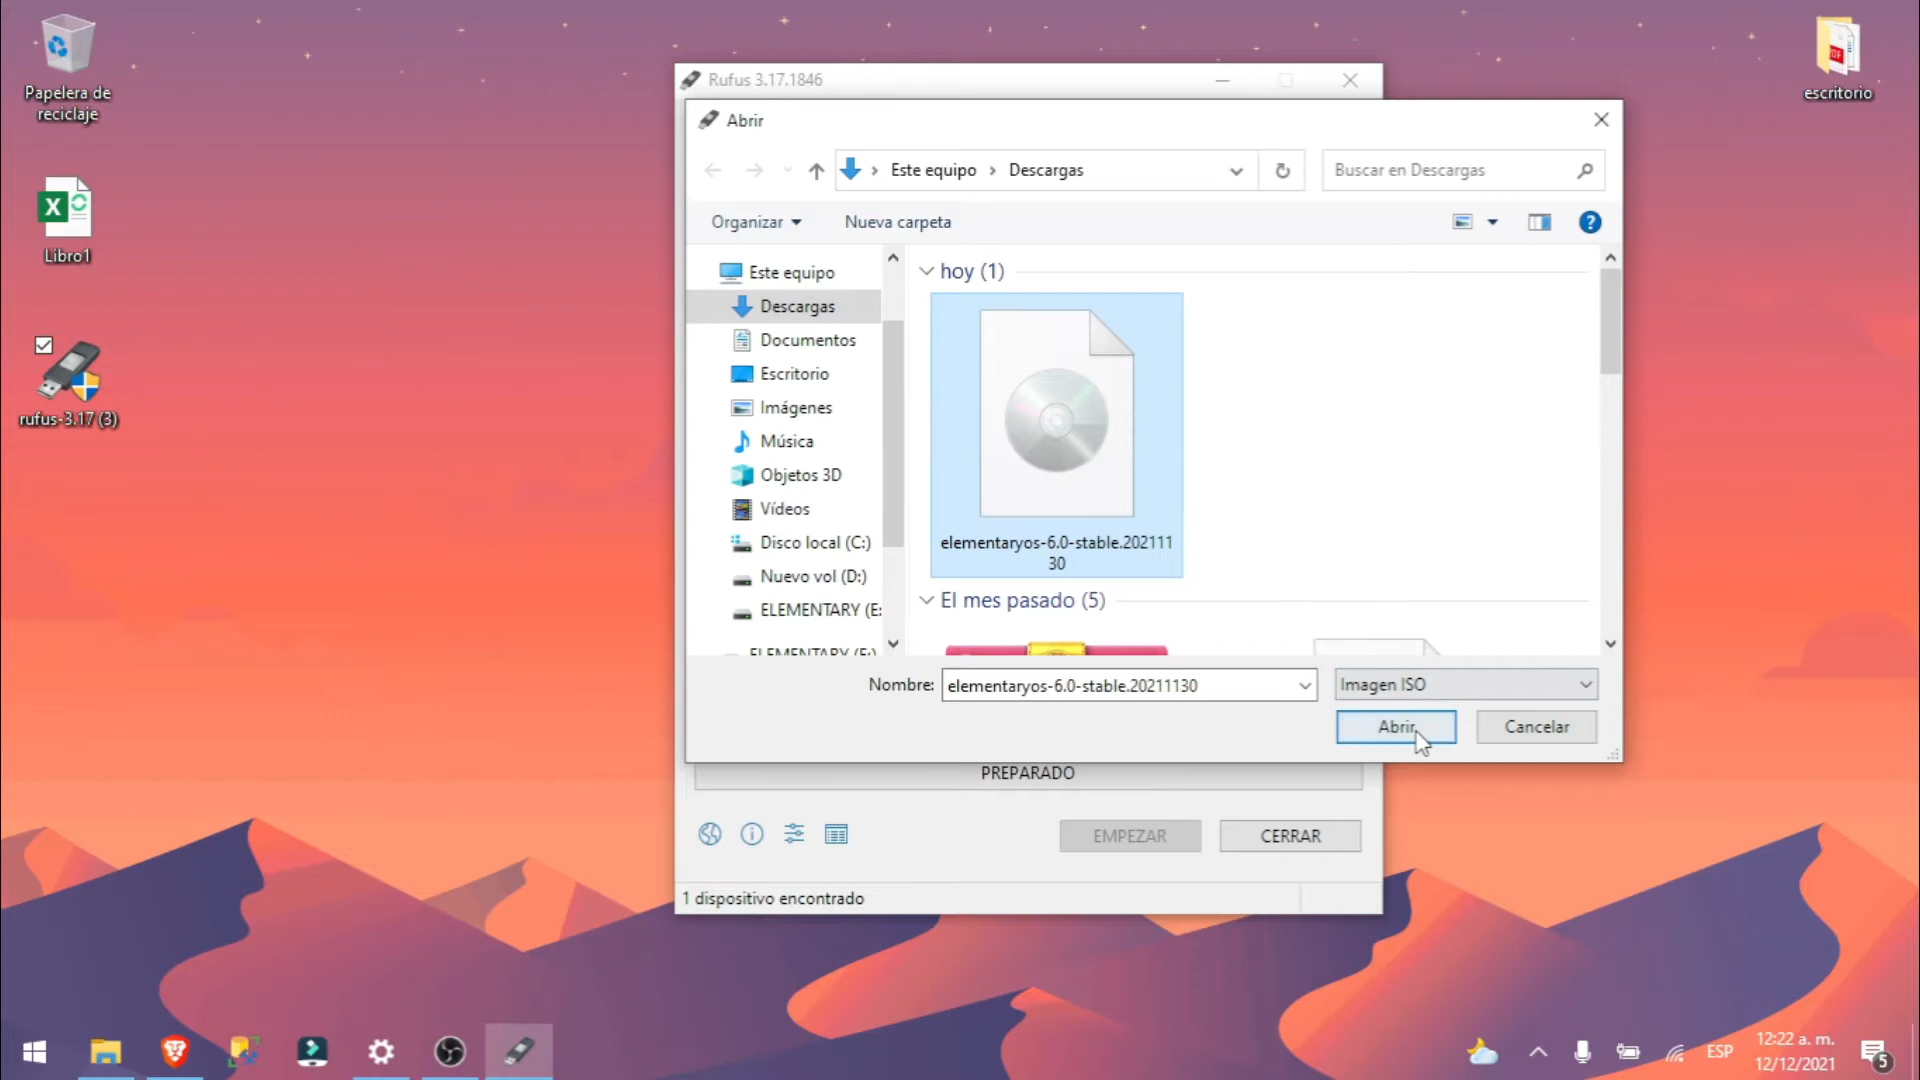 Papelera de
reciclaje
Libro1
rufus-3.17 (3)
escritorio
Rufus 3.17.1846
Abrir
Este equipo
Descargas
Buscar en Descargas
Organizar
Nueva carpeta
Este equipo
Descargas
Documentos
Escritorio
Imágenes
Música
Objetos 3D
Vídeos
Disco local (C:)
Nuevo vol (D:)
ELEMENTARY (E:
ELEMENTARY (E:)
hoy (1)
elementaryos-6.0-stable.202111
30
El mes pasado (5)
Nombre:
elementaryos-6.0-stable.20211130
Imagen ISO
Abrir
Cancelar
PREPARADO
EMPEZAR
CERRAR
1 dispositivo encontrado
ESP
12:22 a. m.
12/12/2021
5